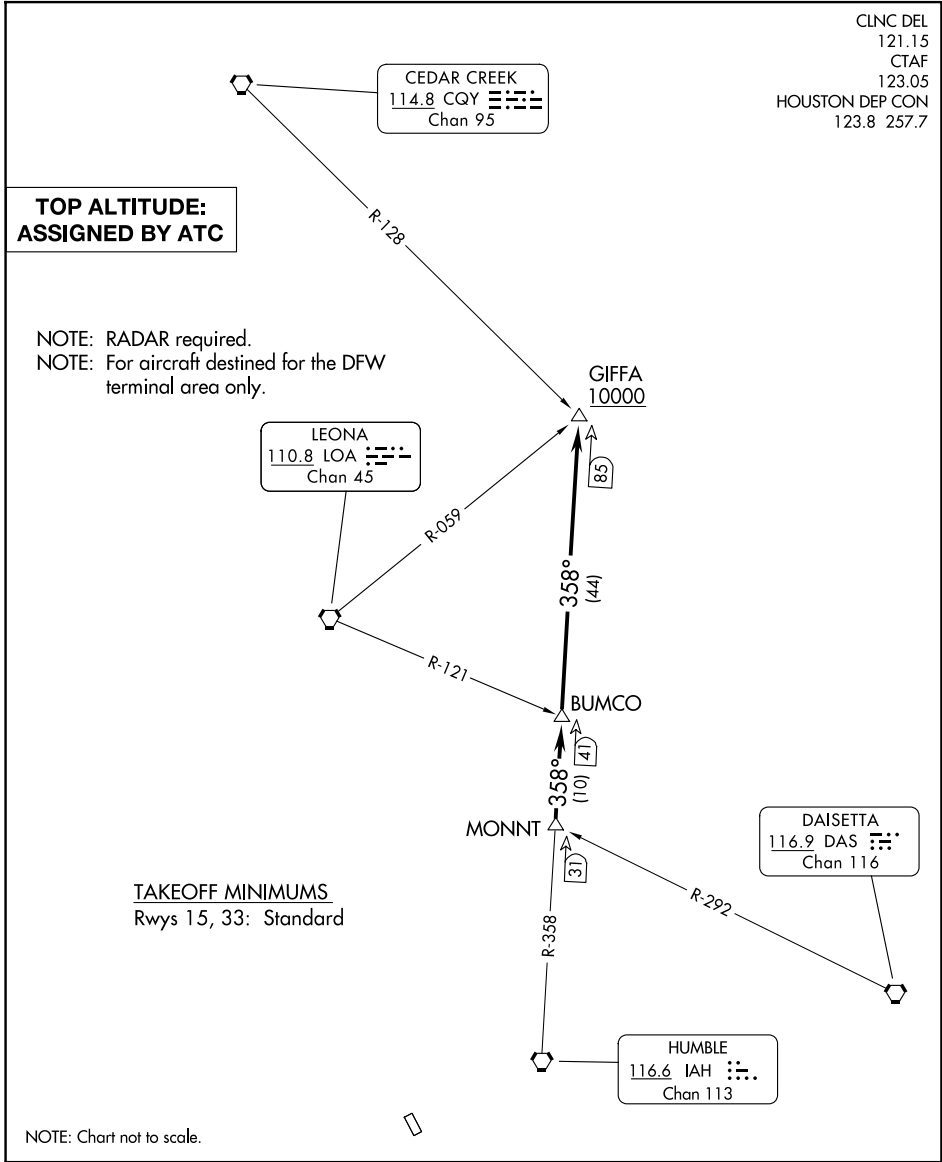 CLNC DEL
121.15
CTAF
123.05
HOUSTON DEP CON
123.8 257.7
CEDAR CREEK
114.8 CQY
Chan 95
TOP ALTITUDE:
ASSIGNED BY ATC
R-128
NOTE: RADAR required.
NOTE: For aircraft destined for the DFW
terminal area only.
GIFFA
10000
LEONA
110.8 LOA
Chan 45
85
R-059
358°
(44)
R-121
BUMCO
41
358°
(10)
MONNT
31
DAISETTA
116.9 DAS
Chan 116
R-292
TAKEOFF MINIMUMS
Rwys 15, 33: Standard
R-358
HUMBLE
116.6 IAH
Chan 113
NOTE: Chart not to scale.